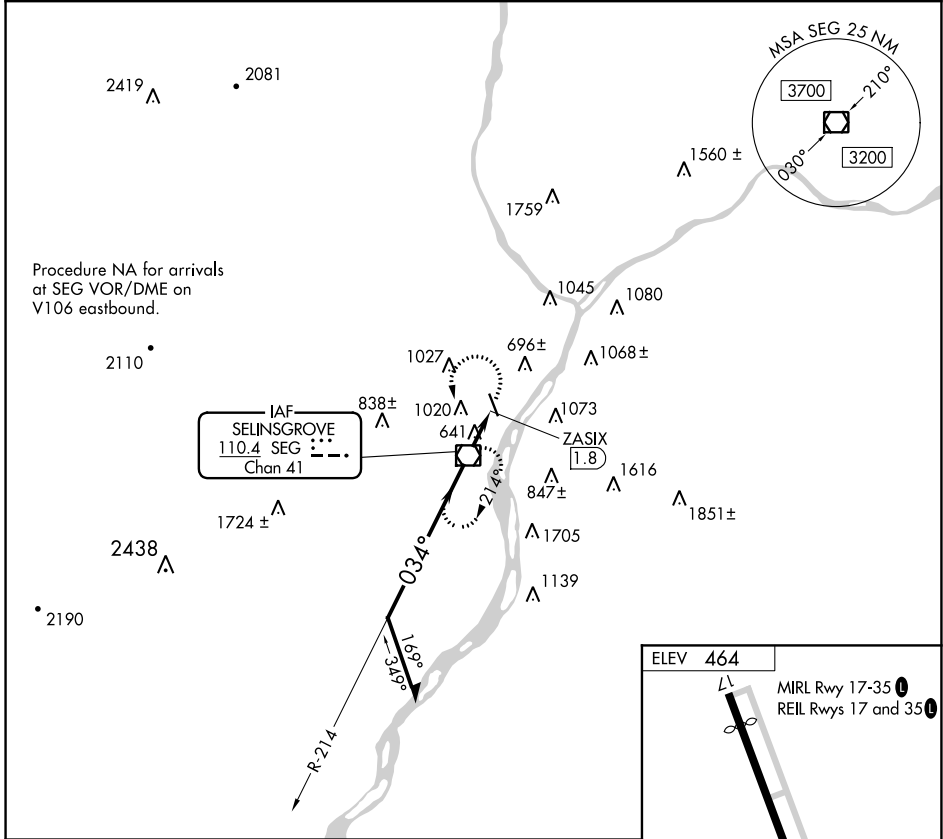 MSA SEG 25 NM
3700
210°
030°
3200
2419
2081
1560 ±
1759
Procedure NA for arrivals
at SEG VOR/DME on
V106 eastbound.
1045
1080
2110
1027
696±
1068±
IAF
SELINSGROVE
110.4 SEG
Chan 41
838±
1020
1073
641
ZASIX
1.8
214°
847±
1616
1724 ±
1851±
1705
2438
034°
1139
2190
169°
349°
R-214
ELEV 464
17
MIRL Rwy 17-35 L
REIL Rwys 17 and 35 L